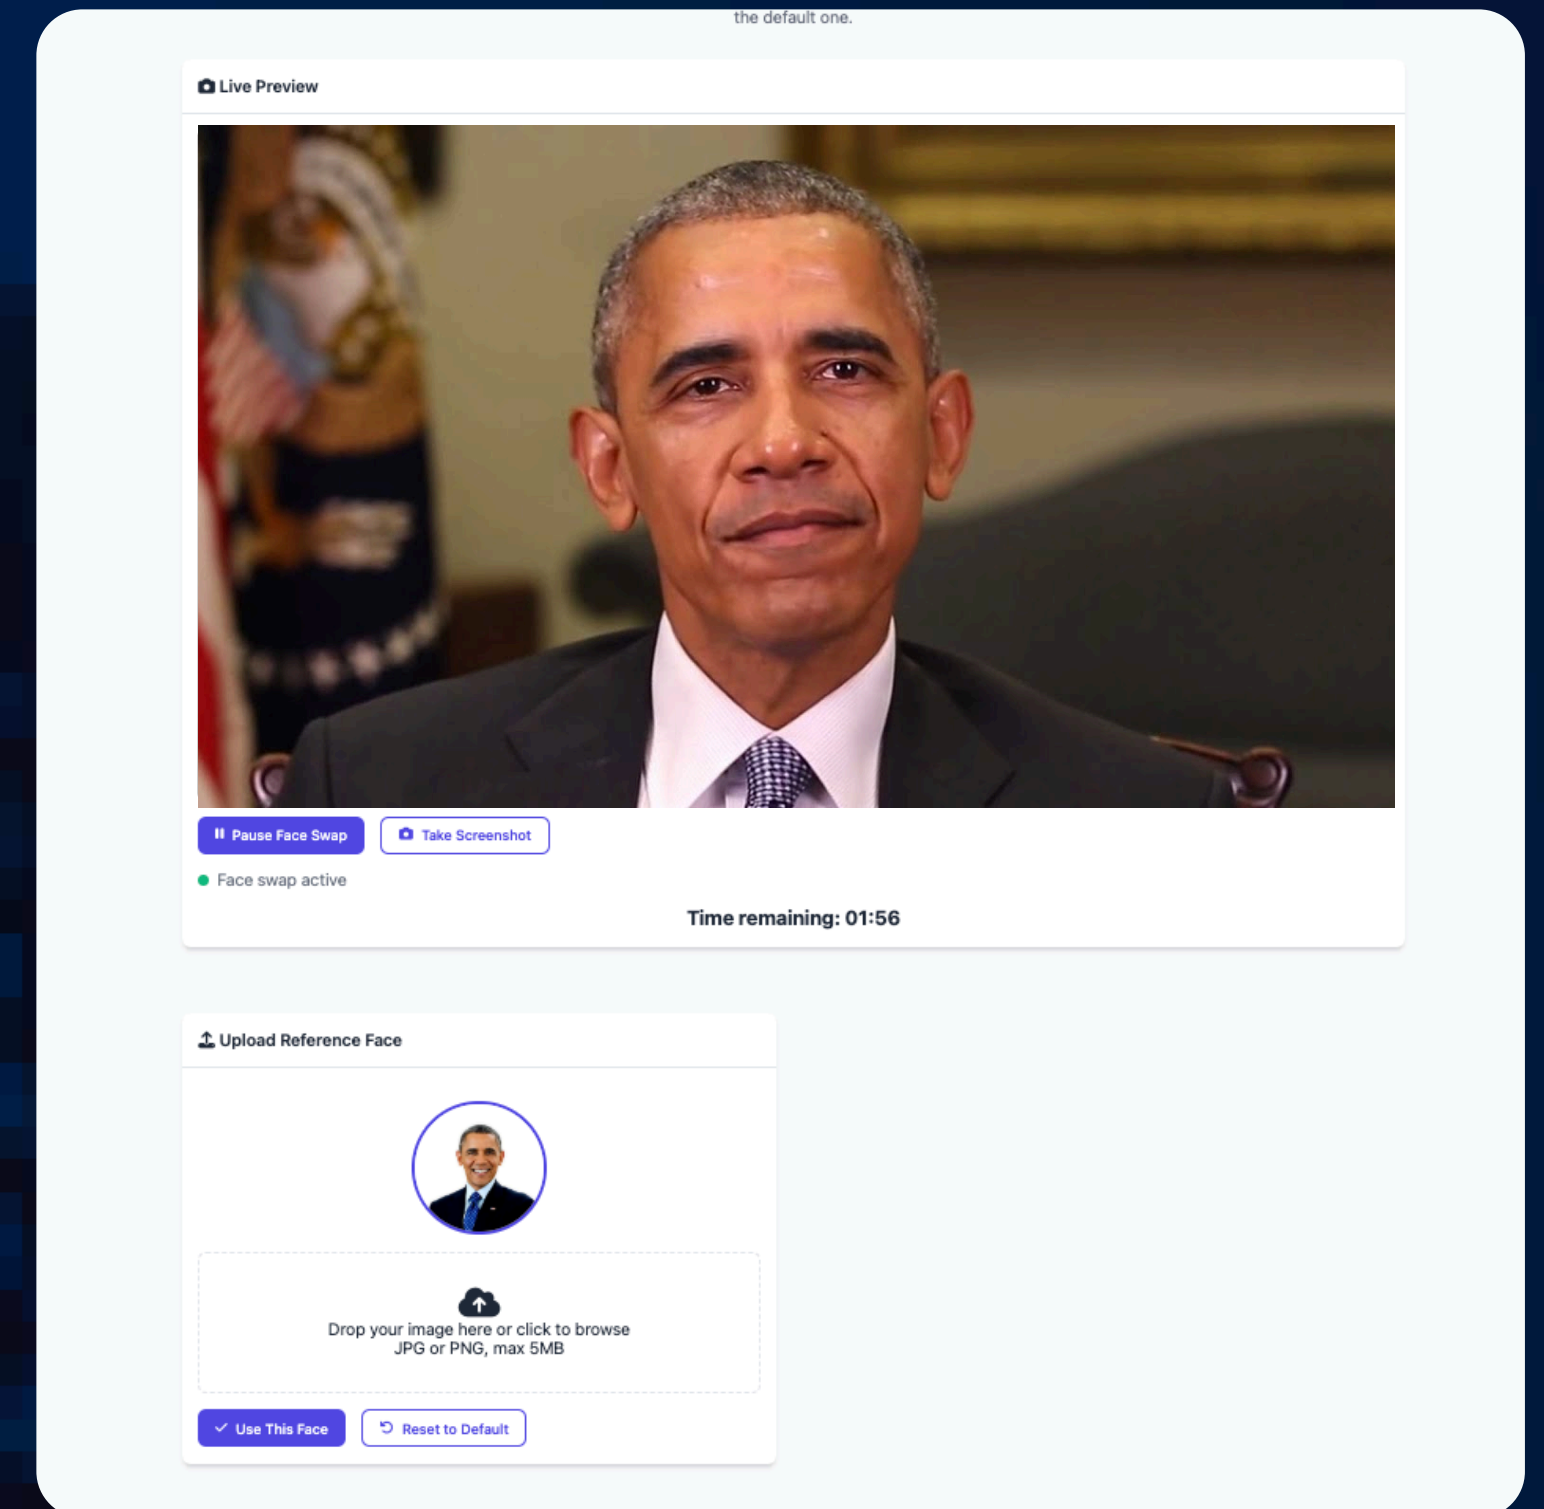 the default one.
Live Preview
Pause Face Swap
Take Screenshot
Face swap active
Time remaining: 01:56
Upload Reference Face
Drop your image here or click to browse
JPG or PNG, max 5MB
Use This Face
Reset to Default